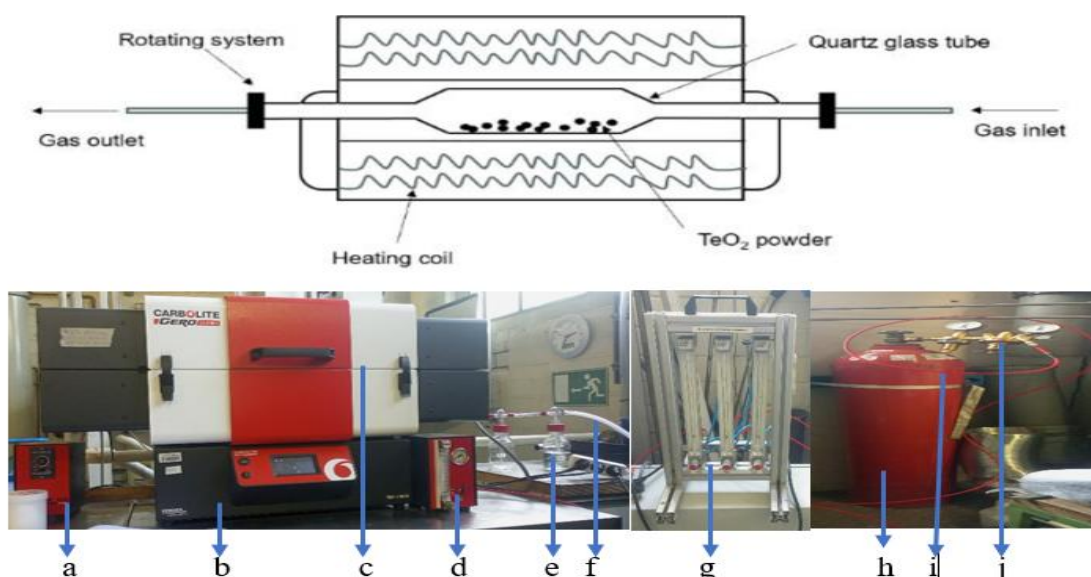 Rotating system
Quartz glass tube
Gas outlet
Gas inlet
TeO₂ powder
Heating coil
CARBOLITE
GERO
a b c d e f g h i j